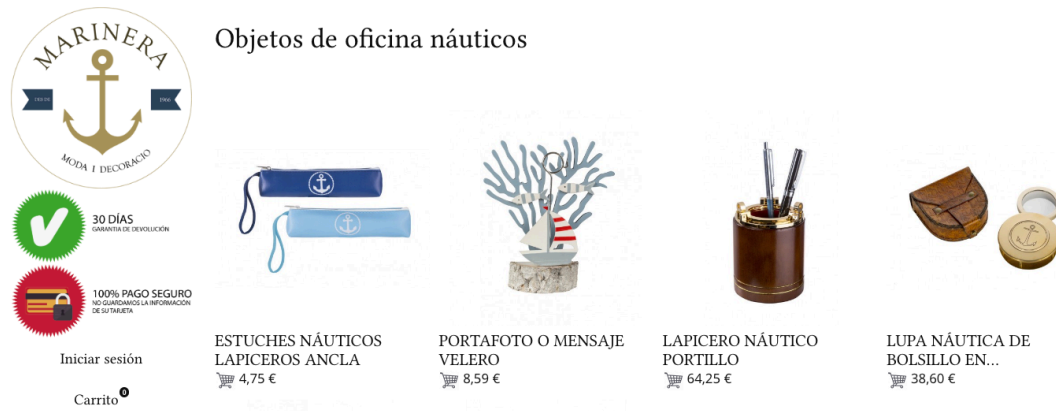 MARINERA
1960
MODA I DECORACIO
30 DÍAS
GARANTIA DE DEVOLUCIÓN
100% PAGO SEGURO
NO GUARDAMOS LA INFORMACIÓN
DE SU TARJETA
Iniciar sesión
Carrito 0
Objetos de oficina náuticos
ESTUCHES NÁUTICOS
LAPICEROS ANCLA
4,75 €
PORTAFOTO O MENSAJE
VELERO
8,59 €
LAPICERO NÁUTICO
PORTILLO
64,25 €
LUPA NÁUTICA DE
BOLSILLO EN...
38,60 €